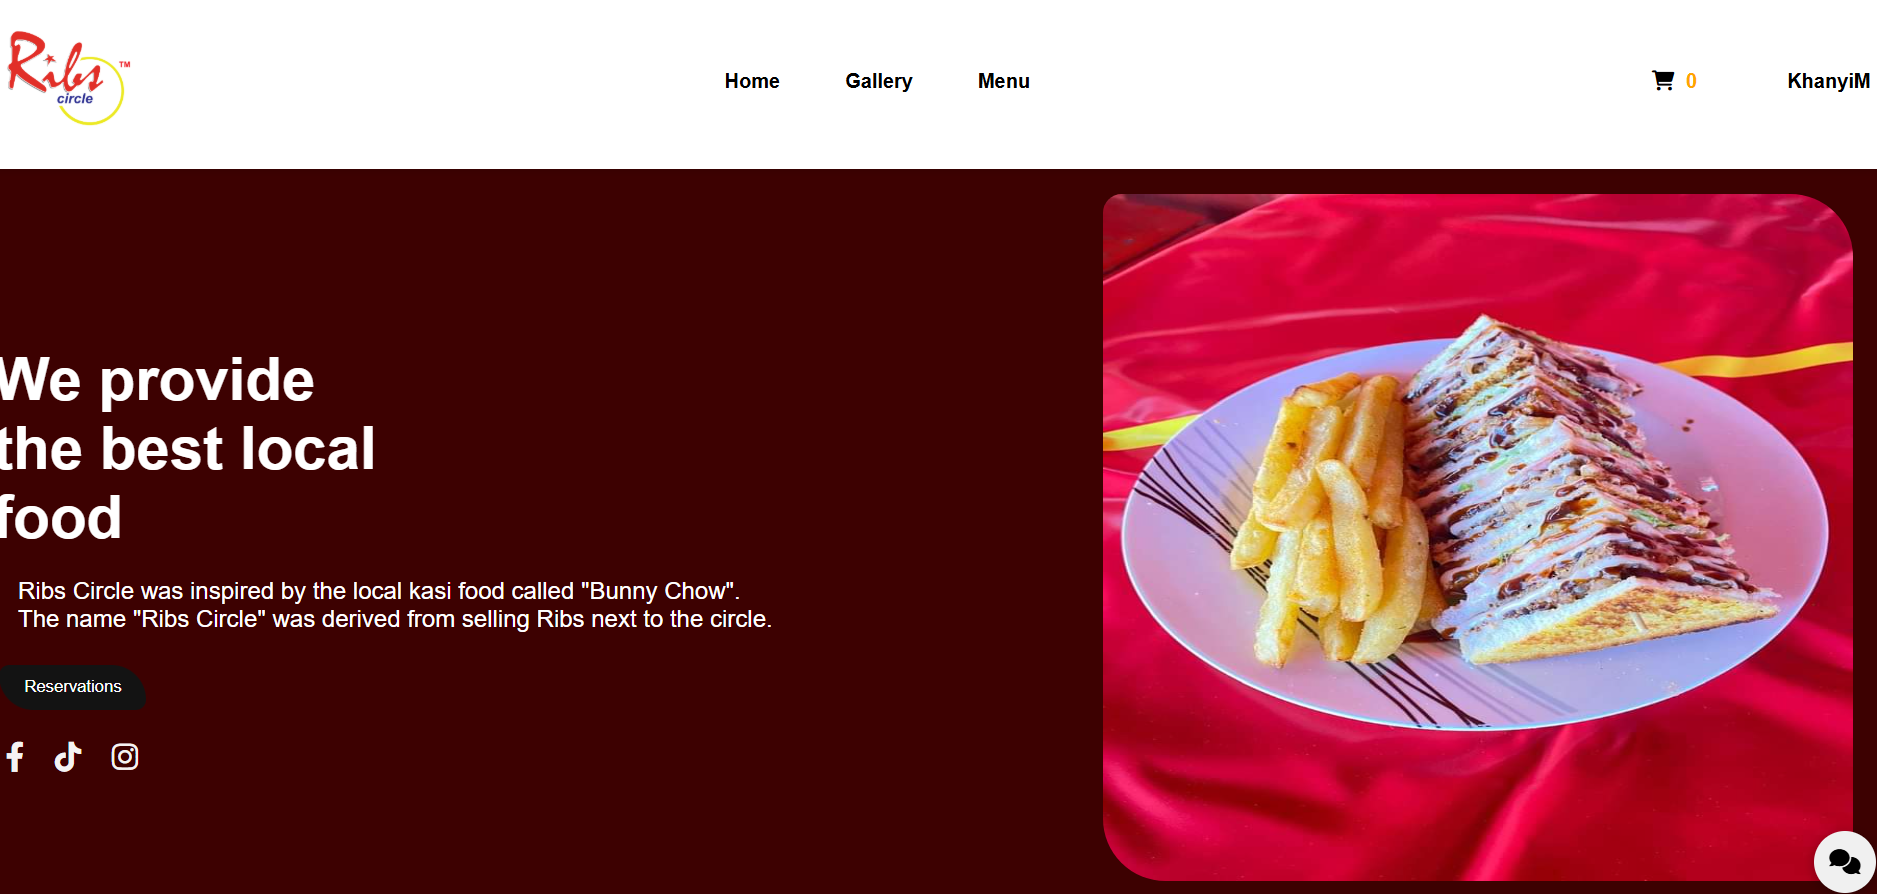 Ribs
circle
TM
Home
Gallery
Menu
0
KhanyiM
We provide
the best local
food
Ribs Circle was inspired by the local kasi food called "Bunny Chow".
The name "Ribs Circle" was derived from selling Ribs next to the circle.
Reservations